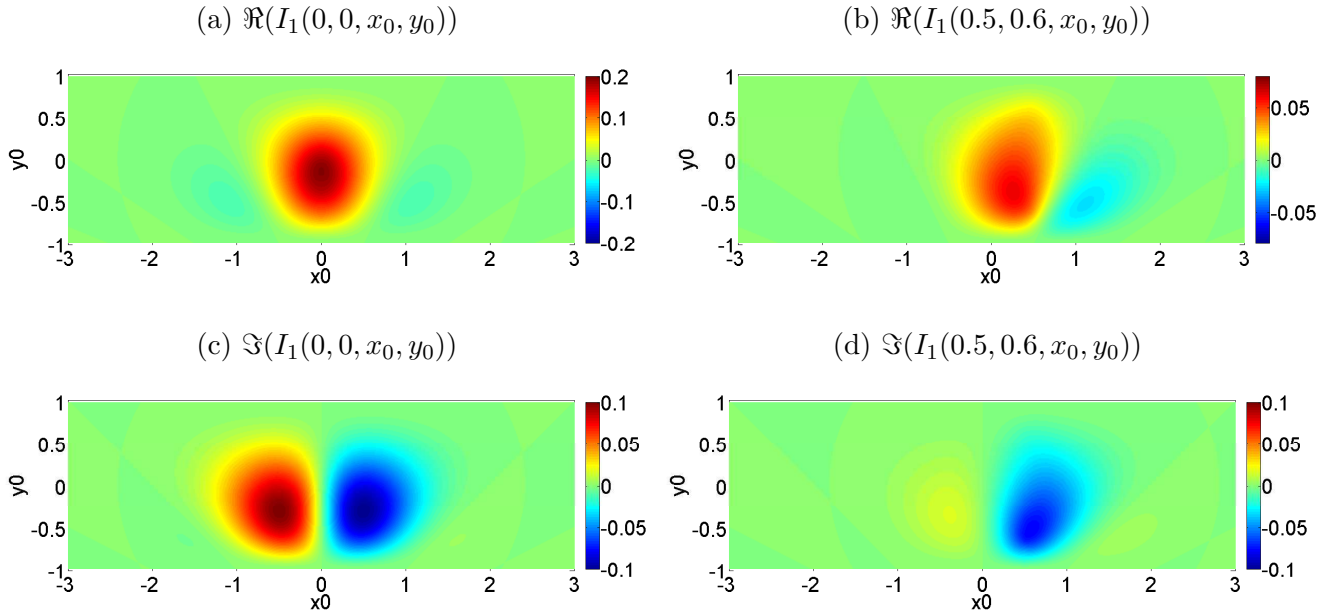 (a) ℜ(I₁(0, 0, x₀, y₀))
1
0.5
0
-0.5
-1
y0
-3 -2 -1 0 1 2 3
x0
0.2
0.1
0
-0.1
-0.2
(b) ℜ(I₁(0.5, 0.6, x₀, y₀))
1
0.5
0
-0.5
-1
y0
-3 -2 -1 0 1 2 3
x0
0.05
0
-0.05
(c) ℑ(I₁(0, 0, x₀, y₀))
1
0.5
0
-0.5
-1
y0
-3 -2 -1 0 1 2 3
x0
0.1
0.05
0
-0.05
-0.1
(d) ℑ(I₁(0.5, 0.6, x₀, y₀))
1
0.5
0
-0.5
-1
y0
-3 -2 -1 0 1 2 3
x0
0.1
0.05
0
-0.05
-0.1